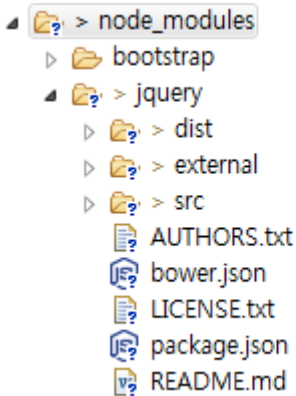 > node_modules
bootstrap
> jquery
> dist
> external
> src
AUTHORS.txt
bower.json
LICENSE.txt
package.json
README.md